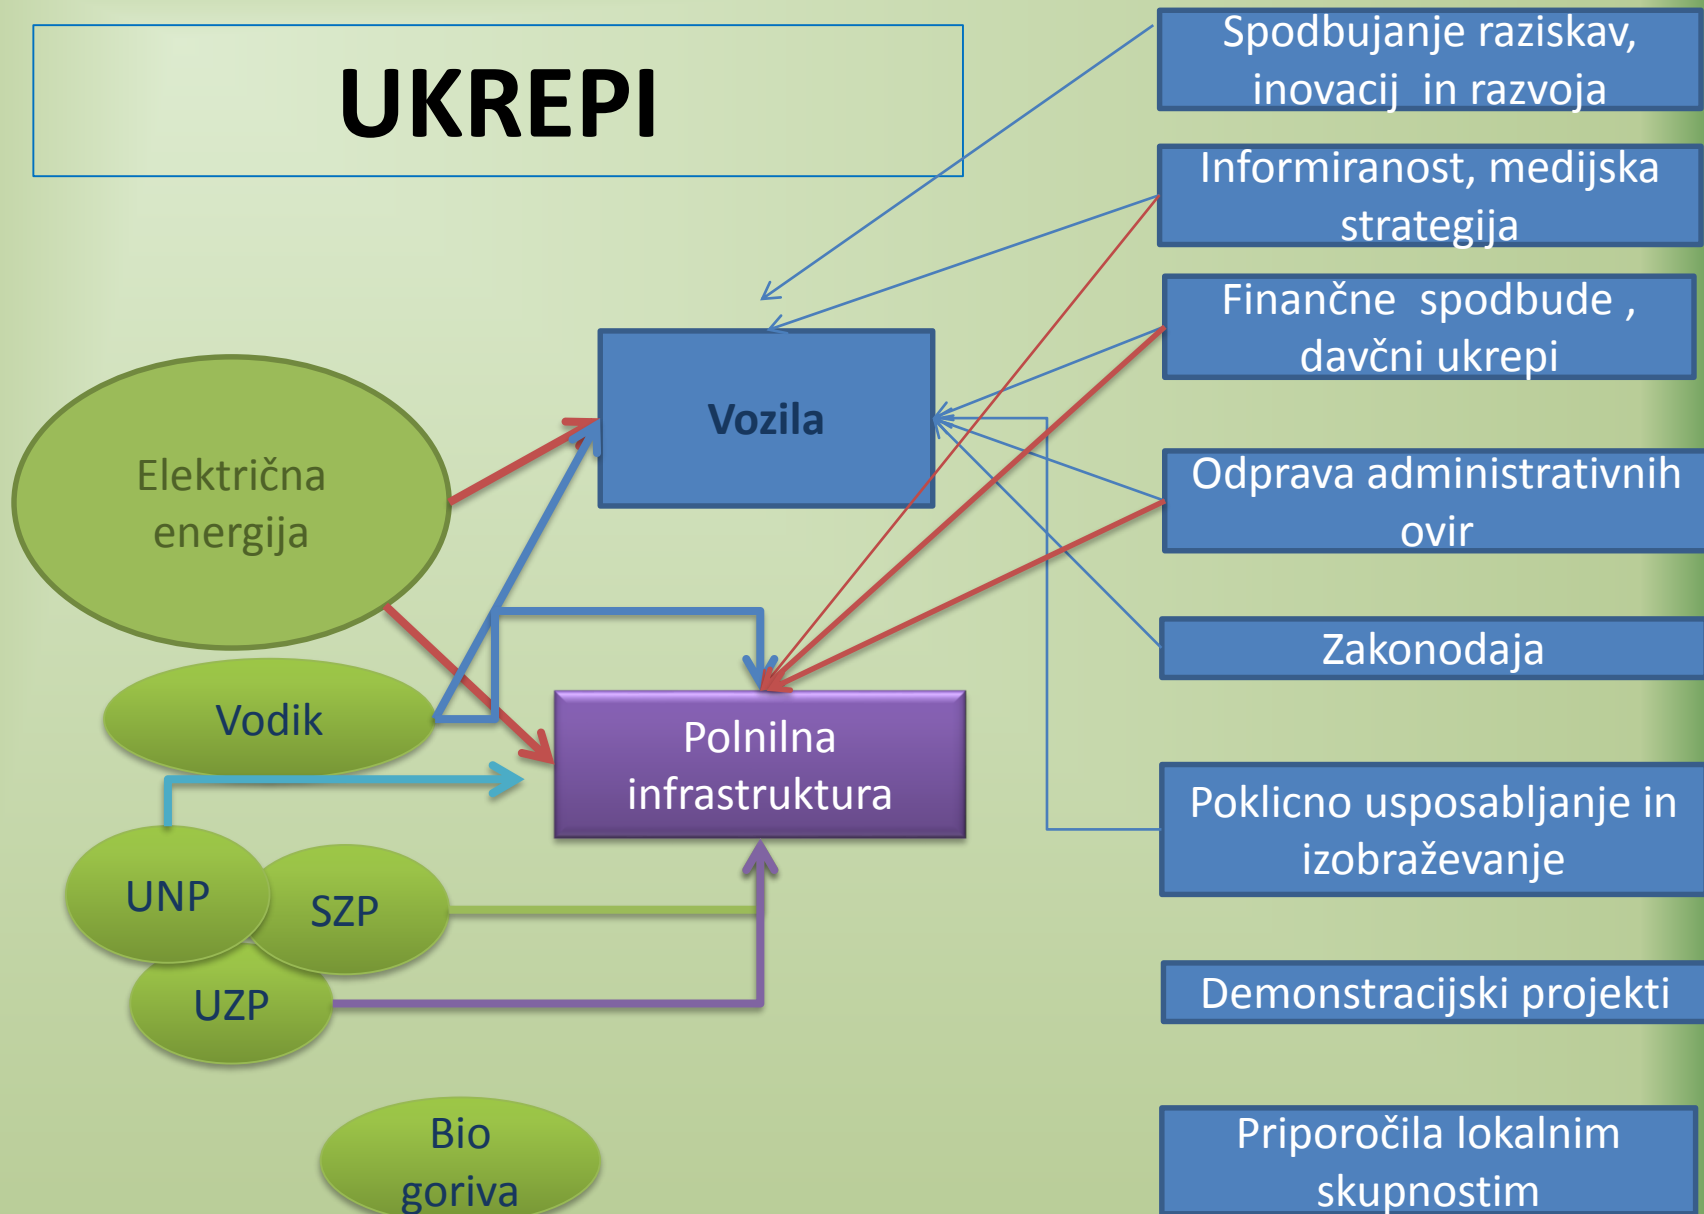 UKREPI
Spodbujanje raziskav,
inovacij in razvoja
Informiranost, medijska
strategija
Finančne spodbude ,
davčni ukrepi
Vozila
Električna
energija
Odprava administrativnih
ovir
Zakonodaja
Vodik
Polnilna
infrastruktura
Poklicno usposabljanje in
izobraževanje
UNP
SZP
UZP
Demonstracijski projekti
Bio
goriva
Priporočila lokalnim
skupnostim